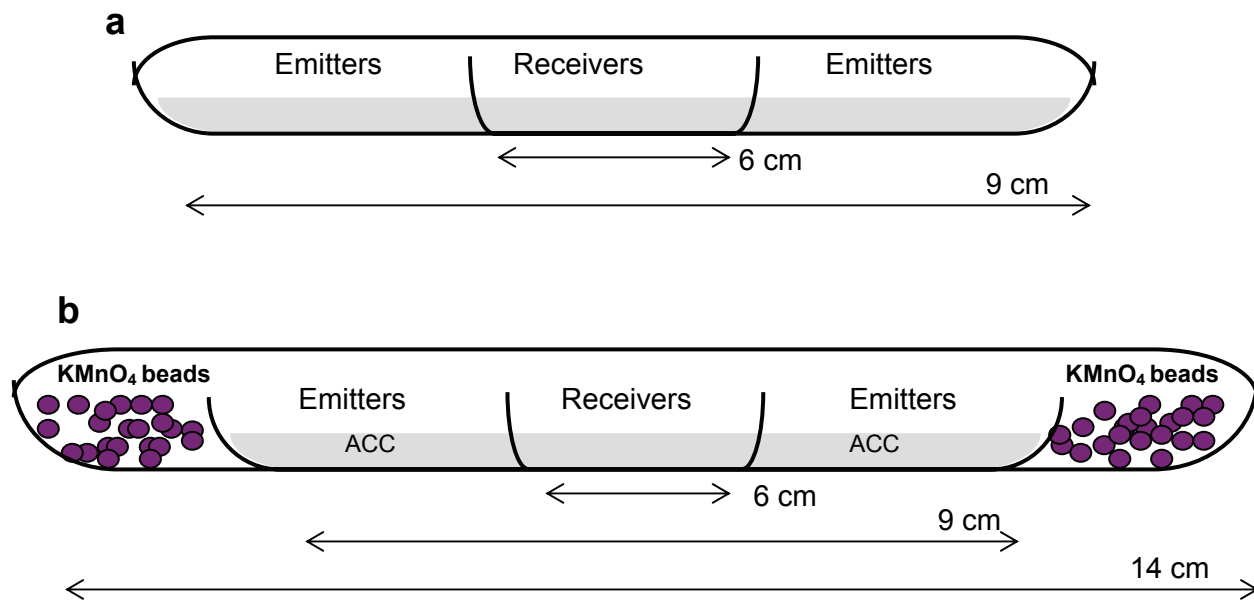 a
Emitters Receivers Emitters
6 cm
9 cm
b
KMnO₄ beads KMnO₄ beads
Emitters Receivers Emitters
ACC ACC
6 cm
9 cm
14 cm